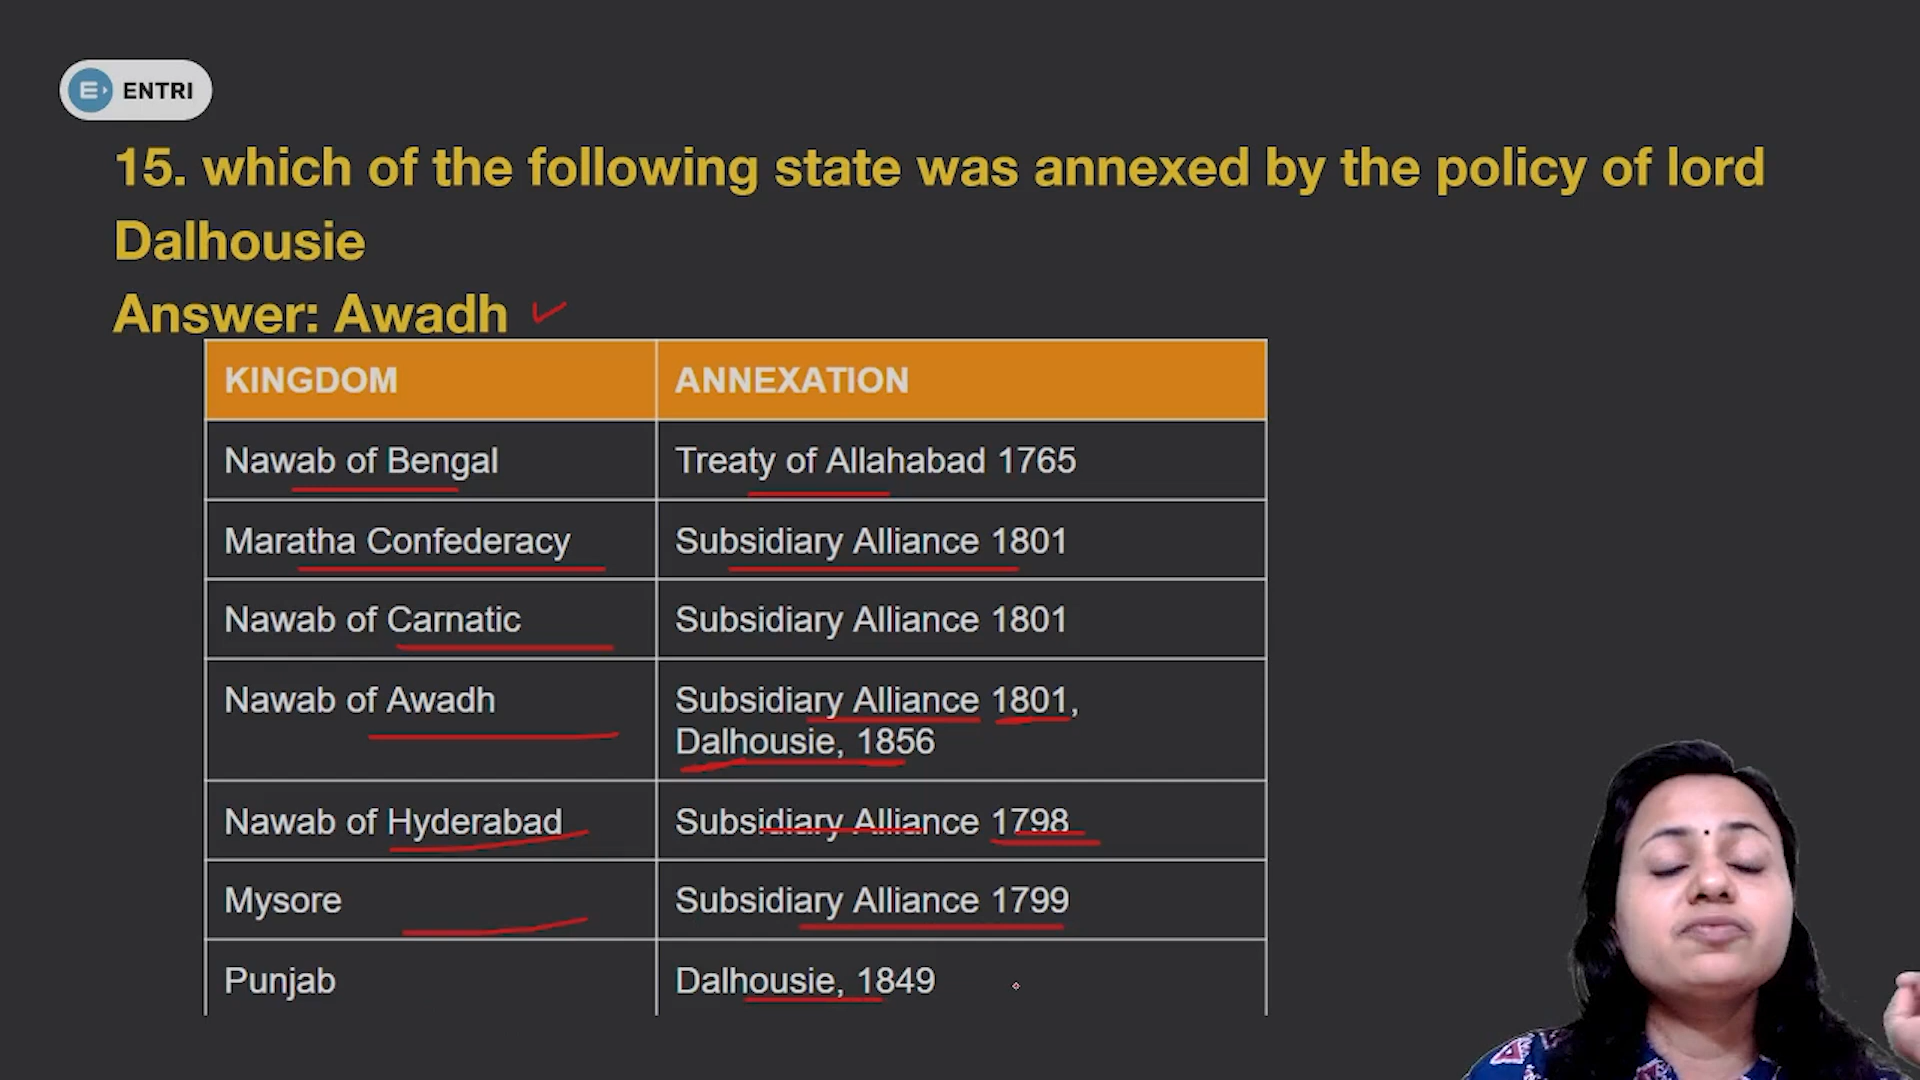 ENTRI
15. which of the following state was annexed by the policy of lord
Dalhousie
Answer: Awadh
KINGDOM ANNEXATION
Nawab of Bengal Treaty of Allahabad 1765
Maratha Confederacy Subsidiary Alliance 1801
Nawab of Carnatic Subsidiary Alliance 1801
Nawab of Awadh Subsidiary Alliance 1801,
Dalhousie, 1856
Nawab of Hyderabad Subsidiary Alliance 1798
Mysore Subsidiary Alliance 1799
Punjab Dalhousie, 1849